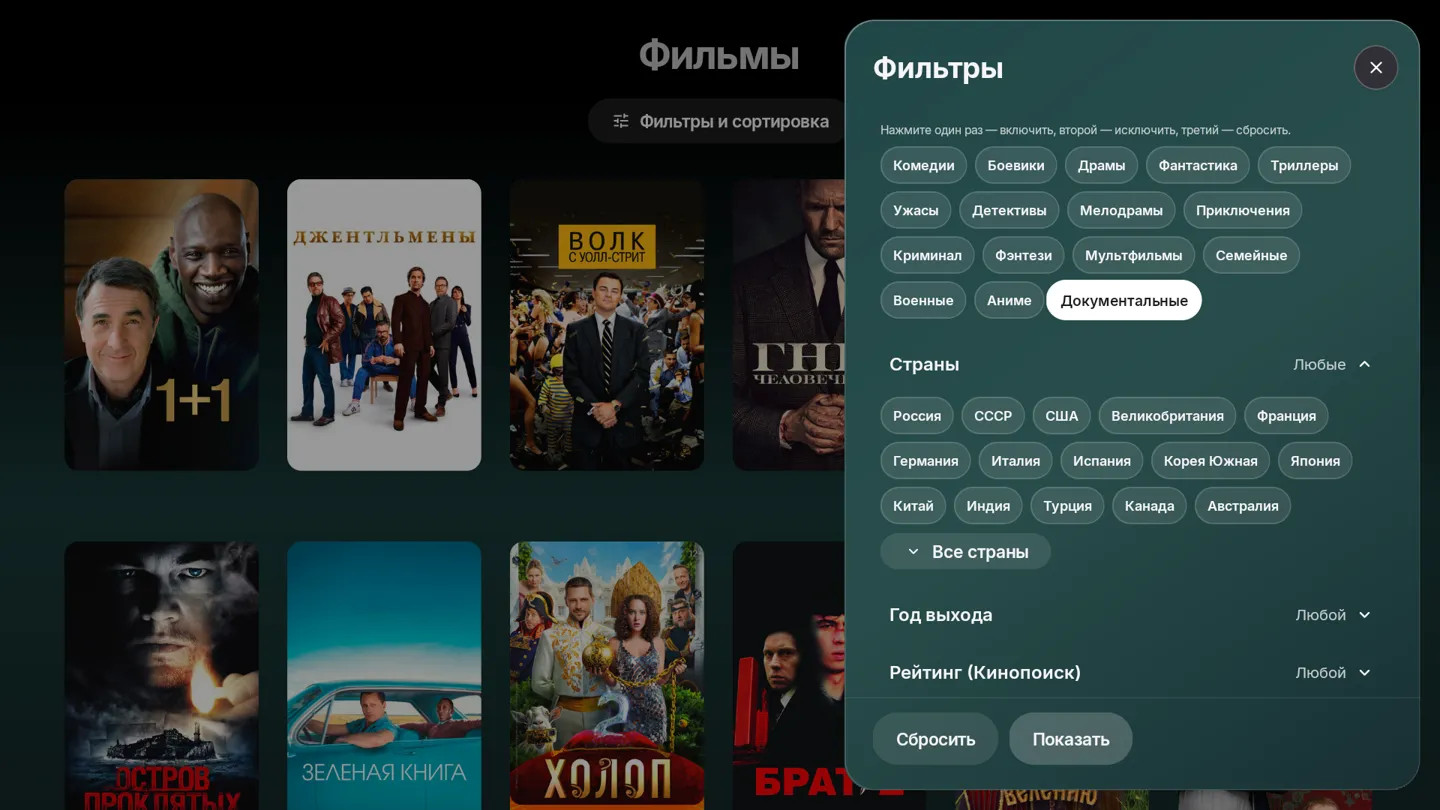 Фильмы
Фильтры и сортировка
1+1
ДЖЕНТЛЬМЕНЫ
ВОЛК
С УОЛЛ-СТРИТ
ЧЕЛОВЕЧЕ
ОСТРОВ
ПРОКЛЯТЫХ
ЗЕЛЕНАЯ КНИГА
2
ХОЛОП
БРАТ
Фильтры
Нажмите один раз — включить, второй — исключить, третий — сбросить.
Комедии Боевики Драмы Фантастика Триллеры
Ужасы Детективы Мелодрамы Приключения
Криминал Фэнтези Мультфильмы Семейные
Военные Аниме Документальные
Страны Любые
Россия СССР США Великобритания Франция
Германия Италия Испания Корея Южная Япония
Китай Индия Турция Канада Австралия
Все страны
Год выхода Любой
Рейтинг (Кинопоиск) Любой
Сбросить Показать